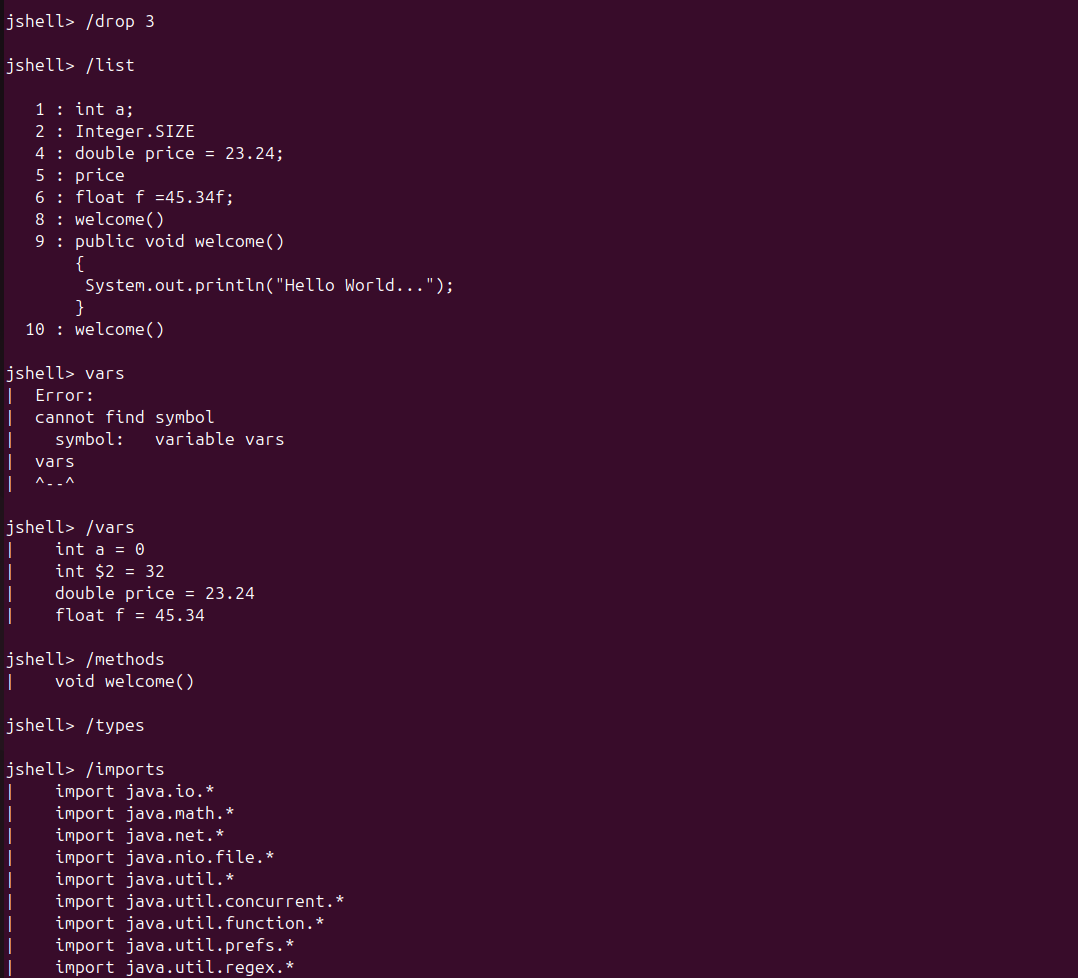 jshell> /drop 3
jshell> /list
1 : int a;
2 : Integer.SIZE
4 : double price = 23.24;
5 : price
6 : float f =45.34f;
8 : welcome()
9 : public void welcome()
{
System.out.println("Hello World...");
}
10 : welcome()
jshell> vars
| Error:
| cannot find symbol
| symbol: variable vars
| vars
| ^--^
jshell> /vars
| int a = 0
| int $2 = 32
| double price = 23.24
| float f = 45.34
jshell> /methods
| void welcome()
jshell> /types
jshell> /imports
| import java.io.*
| import java.math.*
| import java.net.*
| import java.nio.file.*
| import java.util.*
| import java.util.concurrent.*
| import java.util.function.*
| import java.util.prefs.*
| import java.util.regex.*